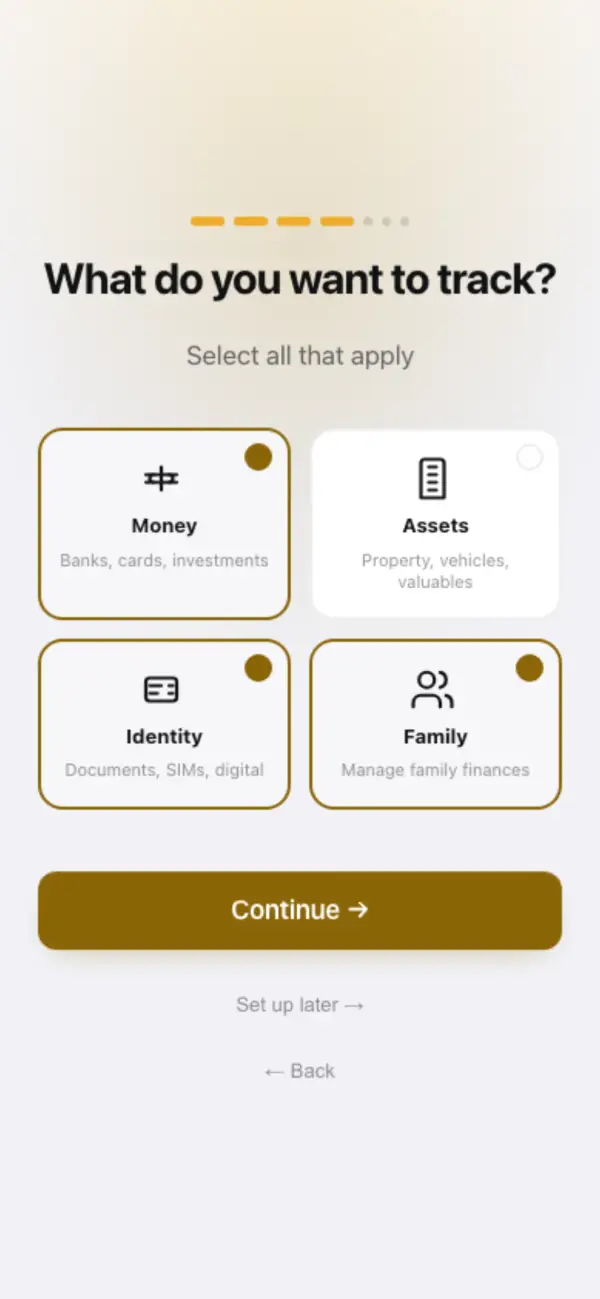 What do you want to track?
Select all that apply
Money
Banks, cards, investments
Assets
Property, vehicles,
valuables
Identity
Documents, SIMs, digital
Family
Manage family finances
Continue →
Set up later →
← Back